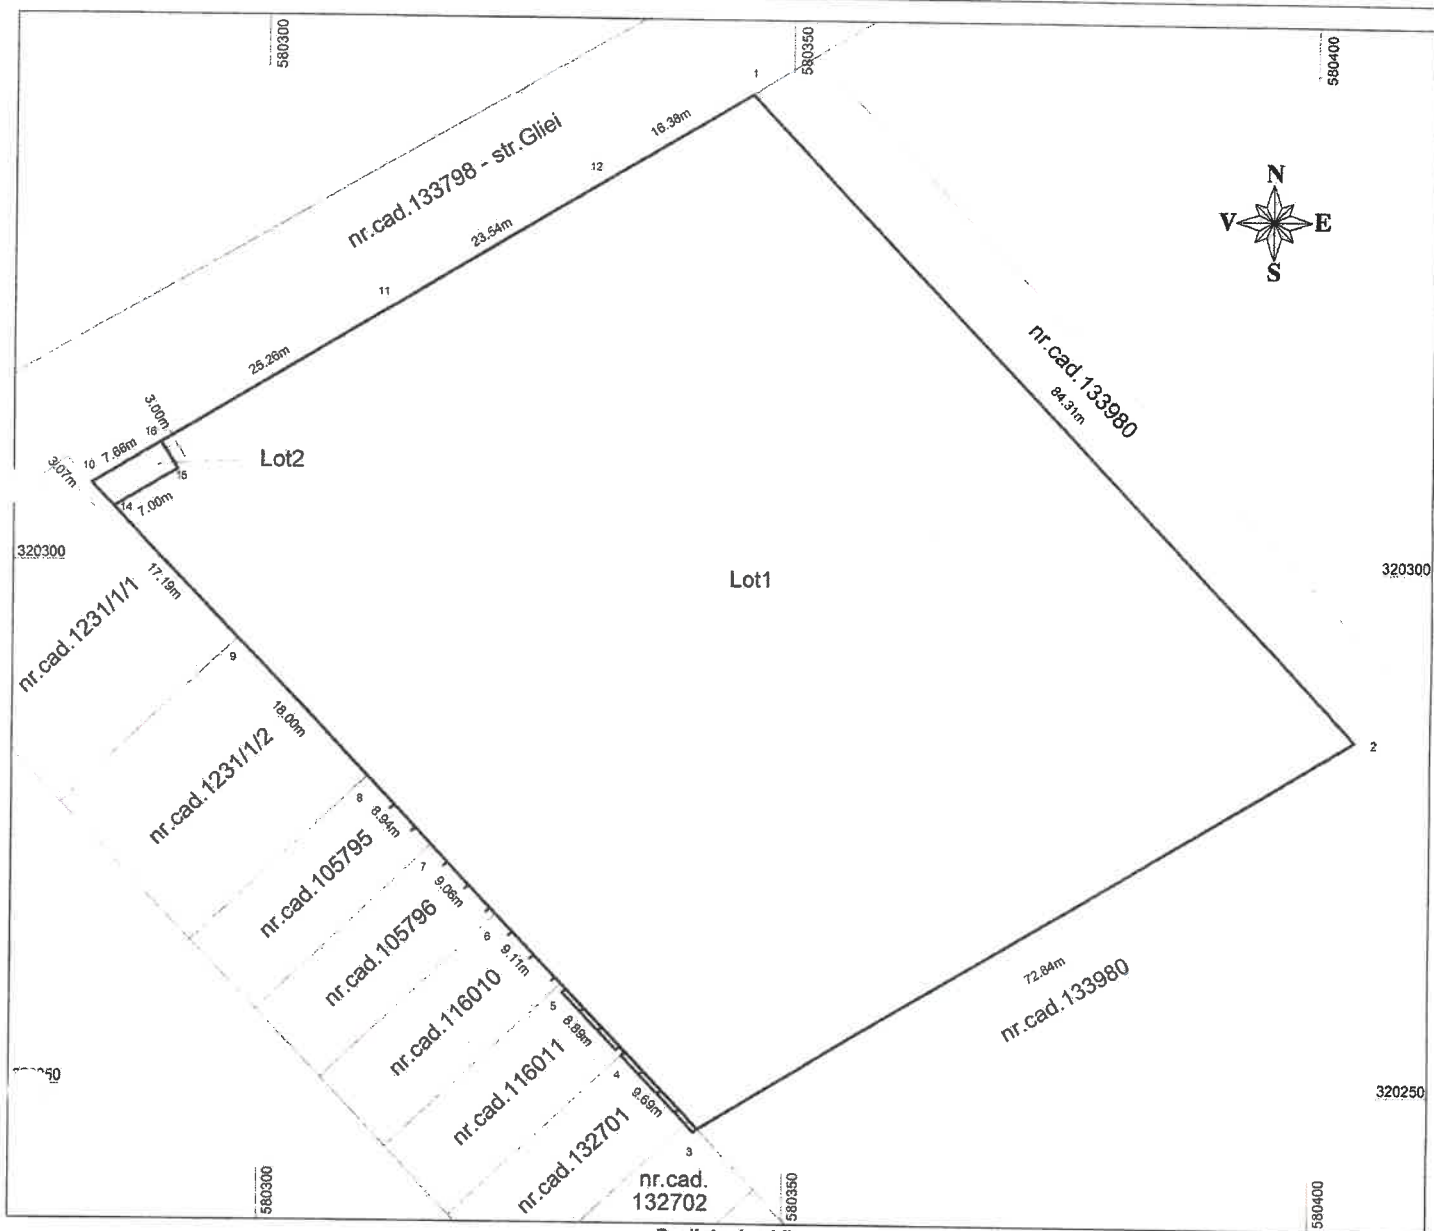 580300
580350
580400
1
16.38m
12
nr.cad.133798 - str.Gliei
23.54m
N
V E
S
11
25.26m
nr.cad.133980
84.31m
3.00m
16
7.66m
10
3.07m
Lot2
15
14
7.00m
320300
320300
17.19m
nr.cad.1231/1/1
Lot1
9
18.00m
nr.cad.1231/1/2
2
8
8.94m
nr.cad.105795
7
9.06m
nr.cad.105796
6
9.11m
nr.cad.116010
72.84m
nr.cad.133980
5
8.89m
nr.cad.116011
4
9.69m
nr.cad.132701
320250
3
nr.cad.
132702
580300
580350
580400